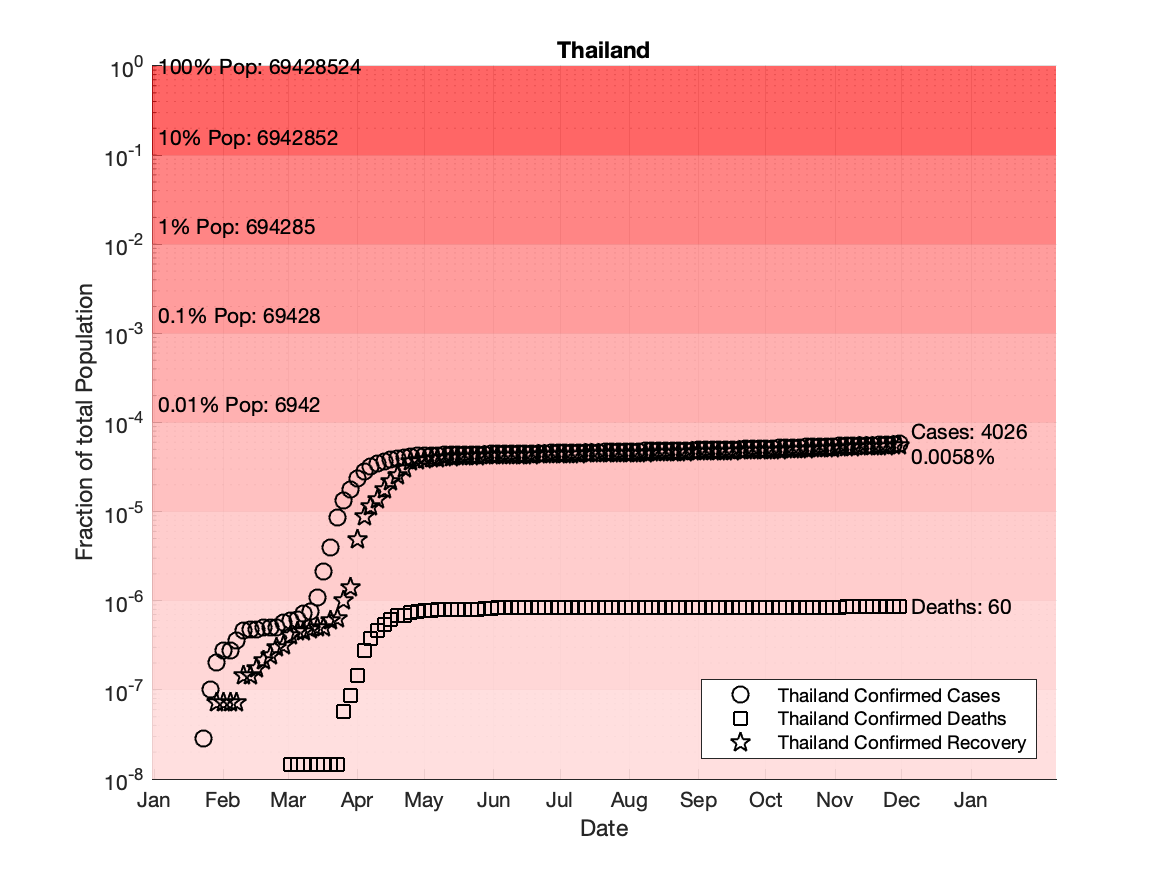 Thailand
10^0
100% Pop: 69428524
10% Pop: 6942852
10^-1
1% Pop: 694285
10^-2
0.1% Pop: 69428
10^-3
0.01% Pop: 6942
10^-4
Cases: 4026
0.0058%
10^-5
10^-6
Deaths: 60
10^-7
10^-8
Fraction of total Population
Thailand Confirmed Cases
Thailand Confirmed Deaths
Thailand Confirmed Recovery
Jan Feb Mar Apr May Jun Jul Aug Sep Oct Nov Dec Jan
Date